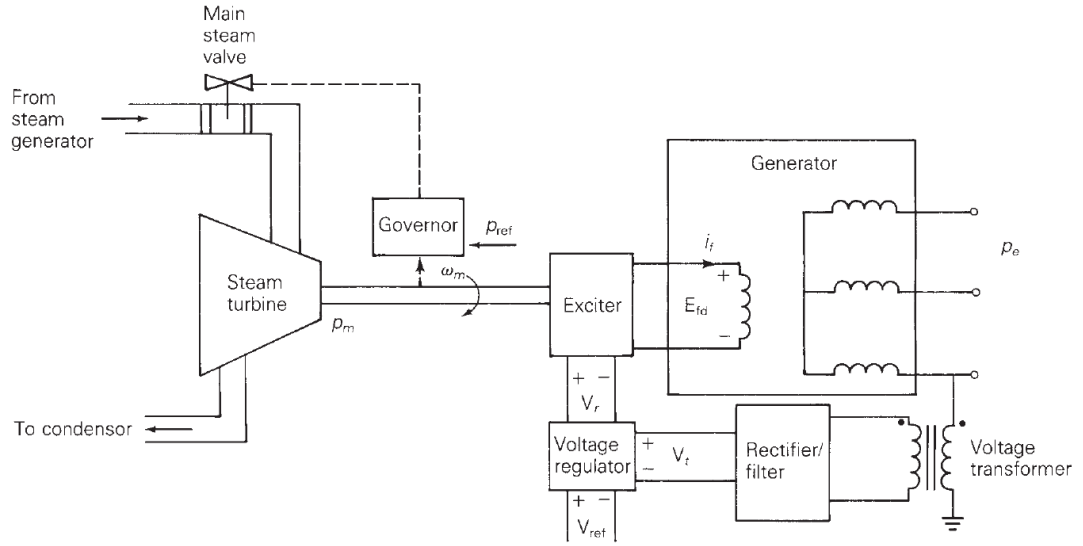 Main
steam
valve
From
steam
generator
Generator
Governor
p_ref
i_f
p_e
ω_m
+
Steam
turbine
Exciter
E_fd
p_m
−
+ −
V_r
To condensor
Voltage
regulator
+
V_t
−
Rectifier/
filter
Voltage
transformer
+ −
V_ref